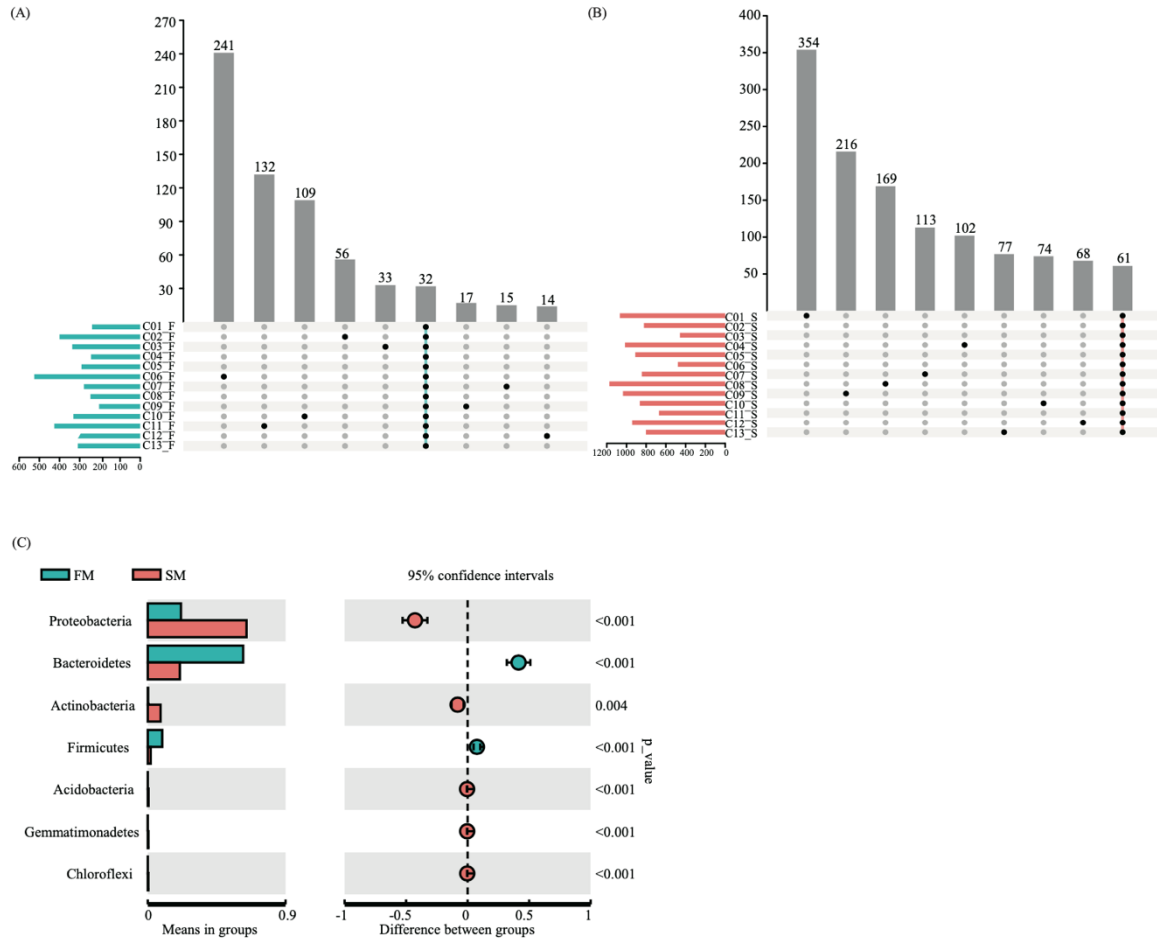 (A)
270
240
210
180
150
120
90
60
30
241
132
109
56
33
32
17
15
14
C01_F
C02_F
C03_F
C04_F
C05_F
C06_F
C07_F
C08_F
C09_F
C10_F
C11_F
C12_F
C13_F
600 500 400 300 200 100 0
(B)
400
350
300
250
200
150
100
50
354
216
169
113
102
77
74
68
61
C01_S
C02_S
C03_S
C04_S
C05_S
C06_S
C07_S
C08_S
C09_S
C10_S
C11_S
C12_S
C13_S
1200 1000 800 600 400 200 0
(C)
FM SM 95% confidence intervals
Proteobacteria <0.001
Bacteroidetes <0.001
Actinobacteria 0.004
Firmicutes <0.001
Acidobacteria <0.001
Gemmatimonadetes <0.001
Chloroflexi <0.001
p_value
0 0.9 -1 -0.5 0 0.5 1
Means in groups Difference between groups